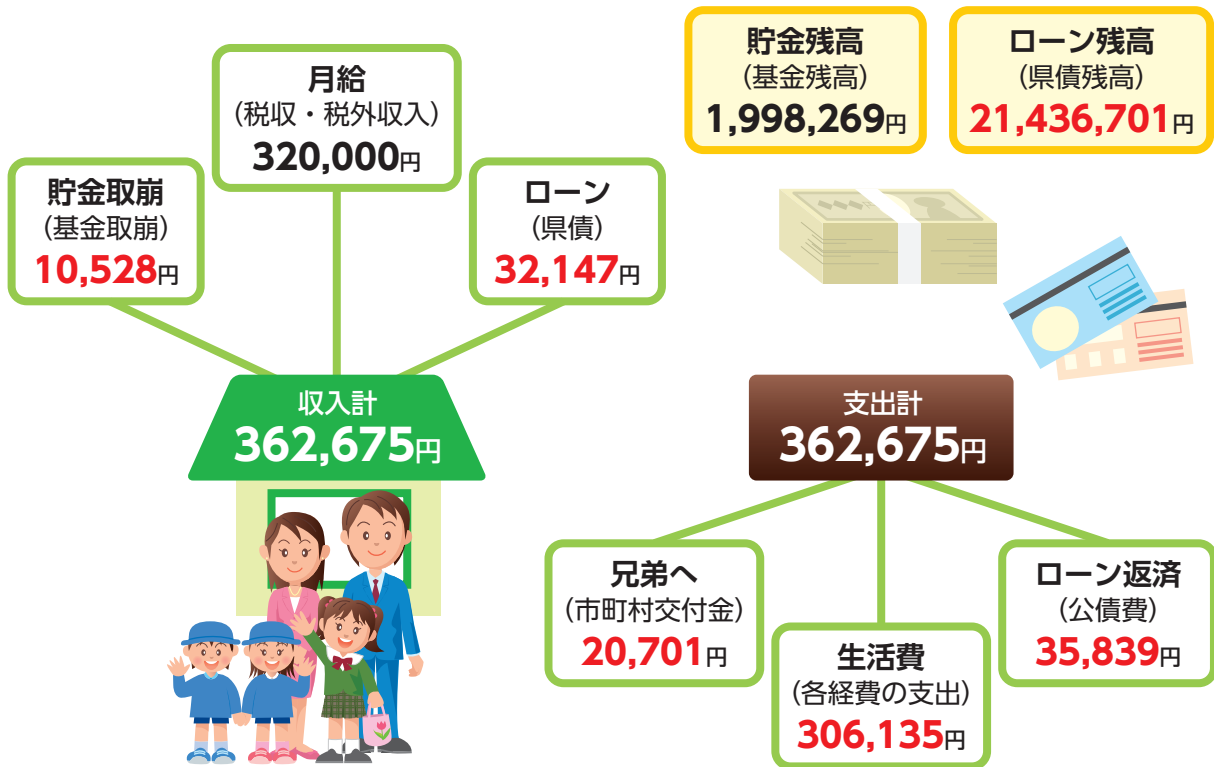 貯金残高
(基金残高)
1,998,269円
ローン残高
(県債残高)
21,436,701円
月給
(税収・税外収入)
320,000円
貯金取崩
(基金取崩)
10,528円
ローン
(県債)
32,147円
収入計
362,675円
支出計
362,675円
兄弟へ
(市町村交付金)
20,701円
生活費
(各経費の支出)
306,135円
ローン返済
(公債費)
35,839円